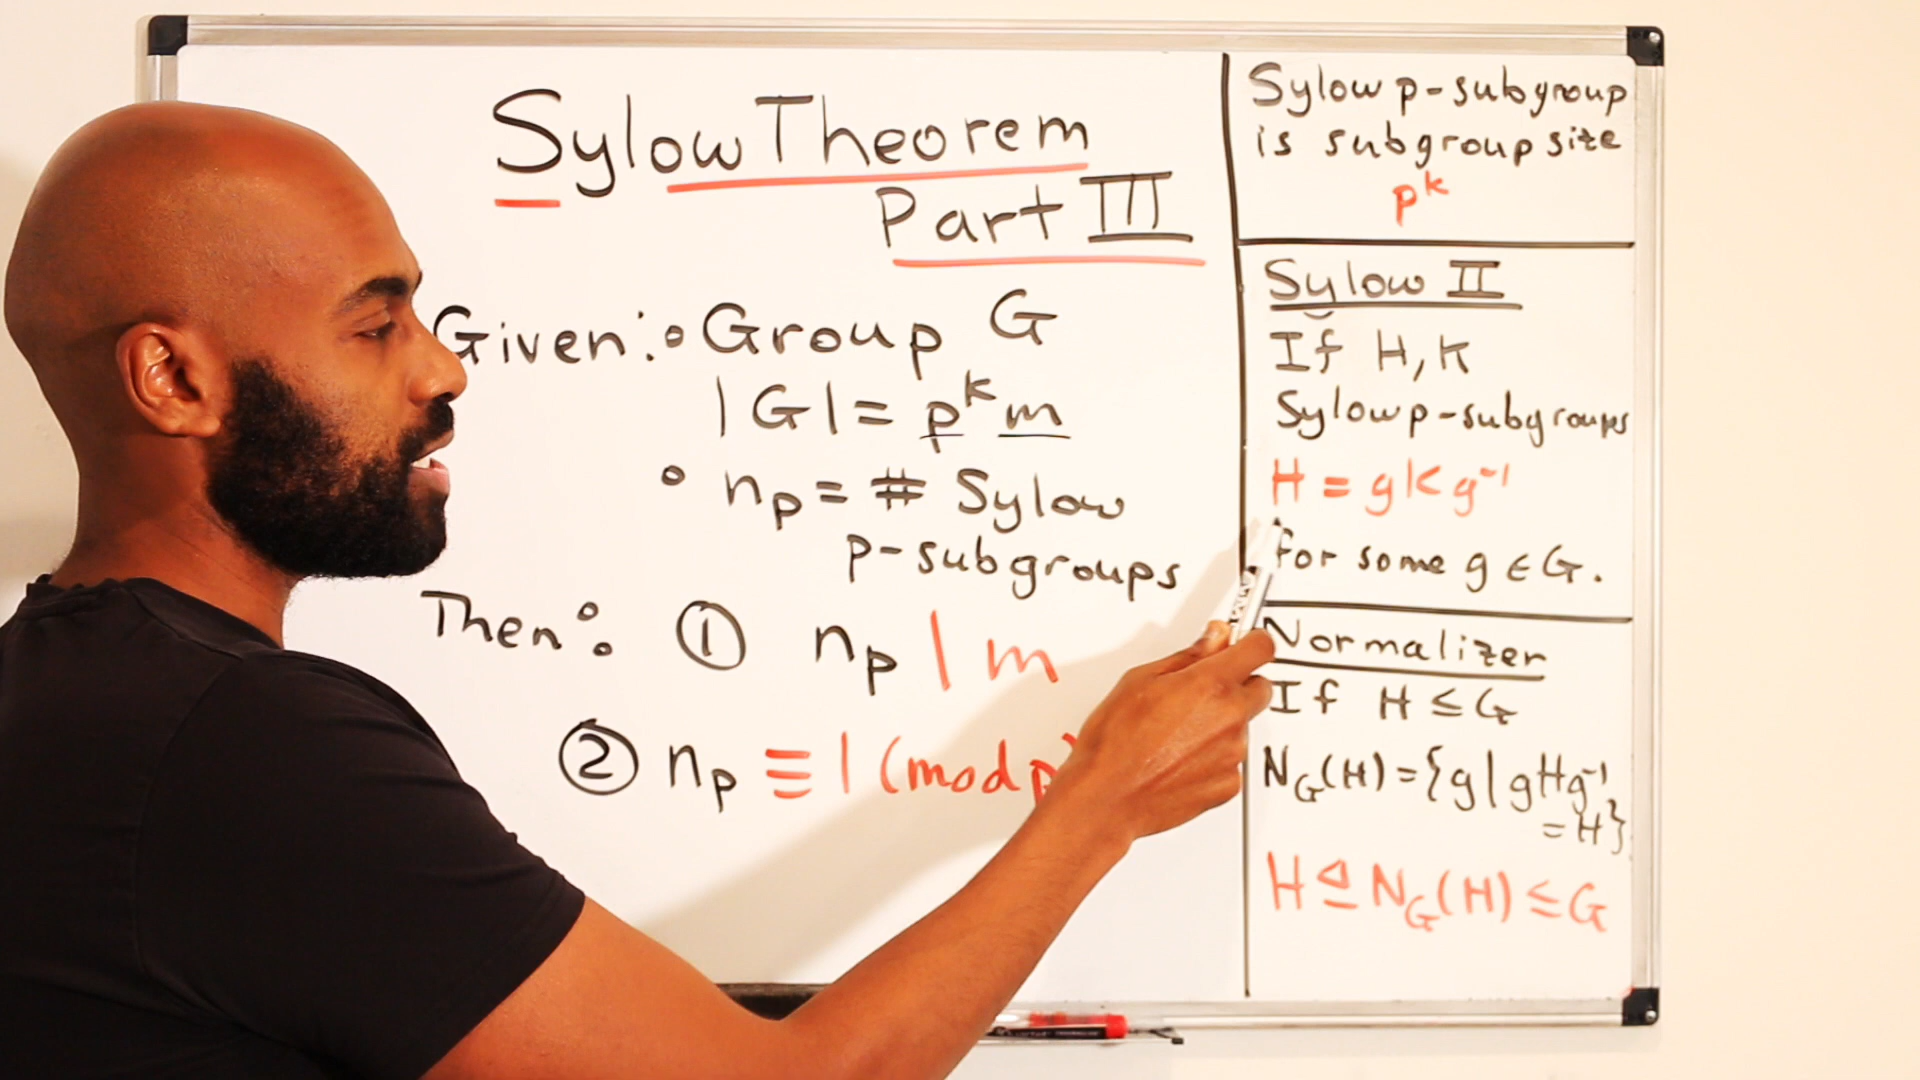 Sylow Theorem
Part III
Given: ∘ Group G
|G| = p^k m
∘ n_p = # Sylow
p-subgroups
Then: ① n_p | m
② n_p ≡ 1 (mod p)
Sylow p-subgroup
is subgroup size
p^k
Sylow II
If H, K
Sylow p-subgroups
H = gKg⁻¹
for some g ∈ G.
Normalizer
If H ≤ G
N_G(H) = {g | gHg⁻¹
= H}
H ⊴ N_G(H) ≤ G